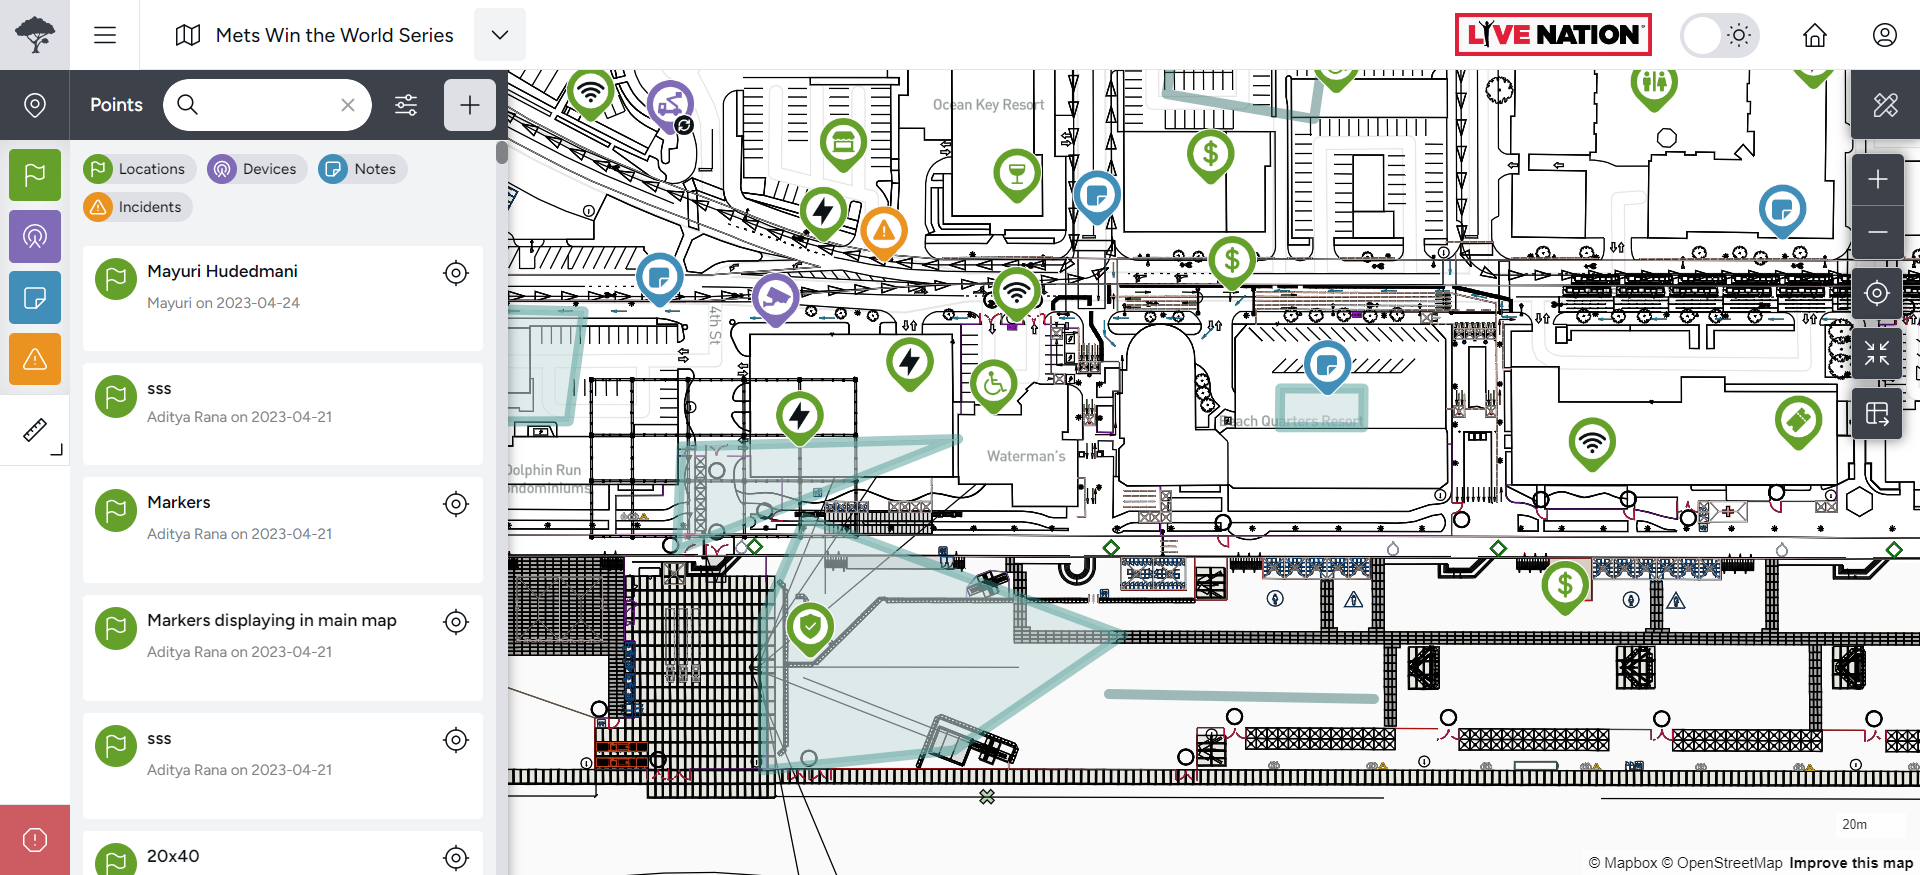 Mets Win the World Series
LIVE NATION
Points
Locations
Devices
Notes
Incidents
Mayuri Hudedmani
Mayuri on 2023-04-24
sss
Aditya Rana on 2023-04-21
Markers
Aditya Rana on 2023-04-21
Markers displaying in main map
Aditya Rana on 2023-04-21
sss
Aditya Rana on 2023-04-21
20x40
Ocean Key Resort
4th St
Beach Quarters Resort
Waterman's
Dolphin Run
ondominiums
20m
© Mapbox © OpenStreetMap Improve this map